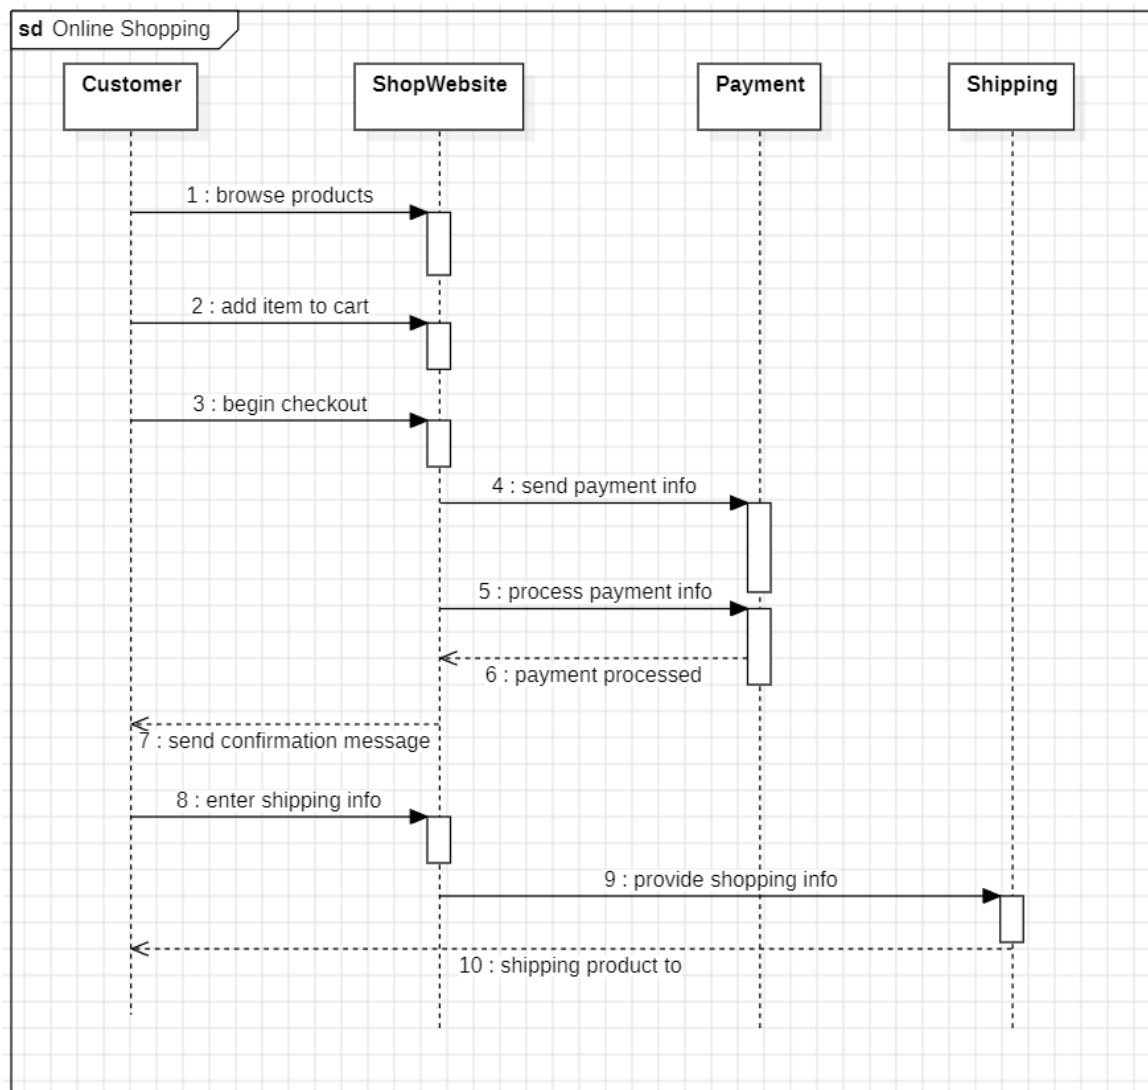 sd Online Shopping
Customer
ShopWebsite
Payment
Shipping
1 : browse products
2 : add item to cart
3 : begin checkout
4 : send payment info
5 : process payment info
6 : payment processed
7 : send confirmation message
8 : enter shipping info
9 : provide shopping info
10 : shipping product to